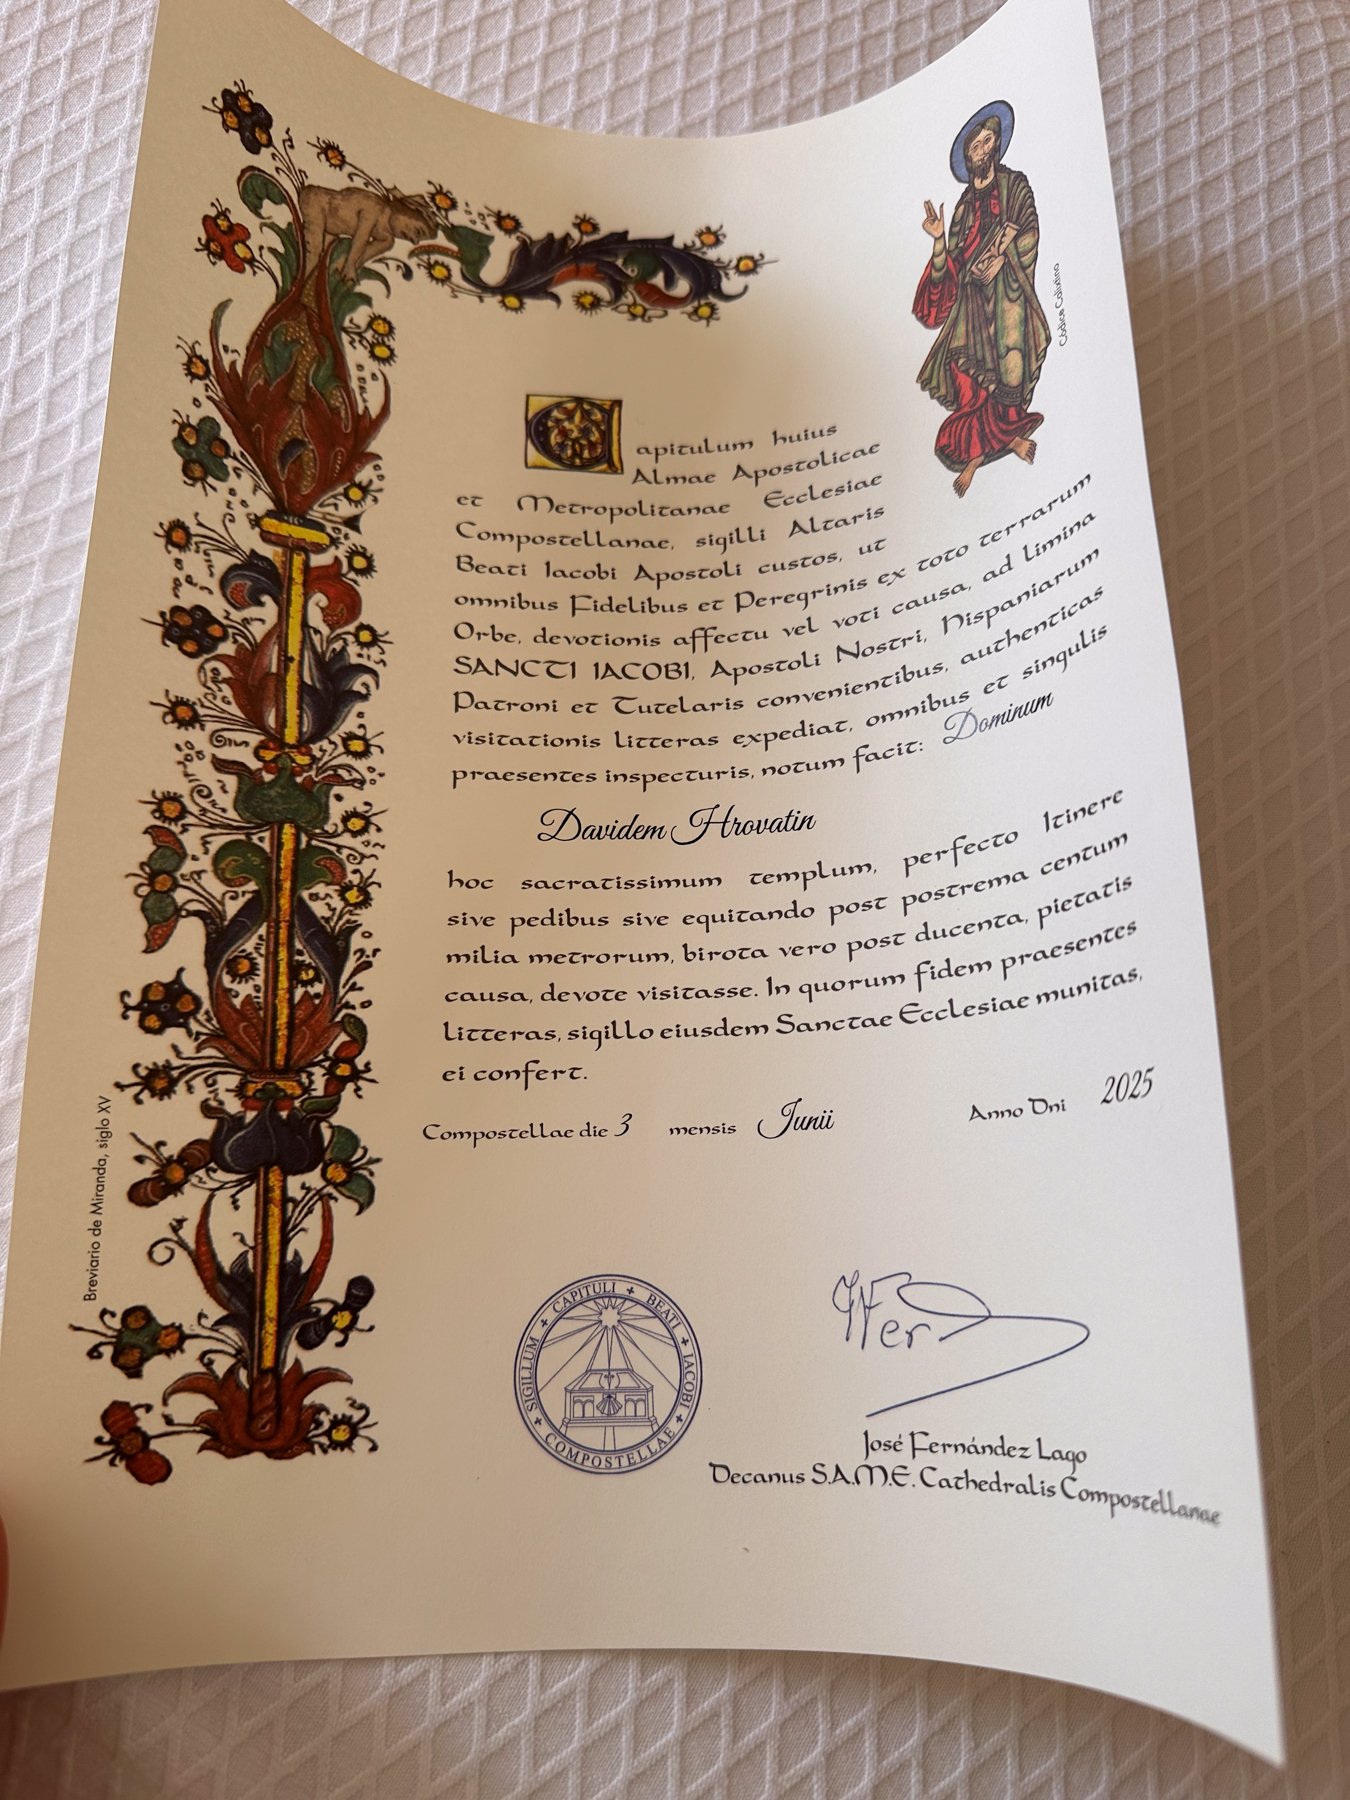 Códice Calixtino
Capitulum huius
Almae Apostolicae
et Metropolitanae Ecclesiae
Compostellanae, sigilli Altaris
Beati Iacobi Apostoli custos, ut
omnibus Fidelibus et Peregrinis ex toto terrarum
Orbe, devotionis affectu vel voti causa, ad limina
SANCTI IACOBI, Apostoli Nostri, Hispaniarum
Patroni et Tutelaris convenientibus, authenticas
visitationis litteras expediat, omnibus et singulis
praesentes inspecturis, notum facit: Dominum
Davidem Hrovatin
hoc sacratissimum templum, perfecto Itinere
sive pedibus sive equitando post postrema centum
milia metrorum, birota vero post ducenta, pietatis
causa, devote visitasse. In quorum fidem praesentes
litteras, sigillo eiusdem Sanctae Ecclesiae munitas,
ei confert.
Compostellae die 3 mensis Junii Anno Dni 2025
Breviario de Miranda, siglo XV
SIGILLUM + CAPITULI + BEATI + IACOBI + COMPOSTELLAE +
José Fernández Lago
Decanus S.A.M.E. Cathedralis Compostellanae